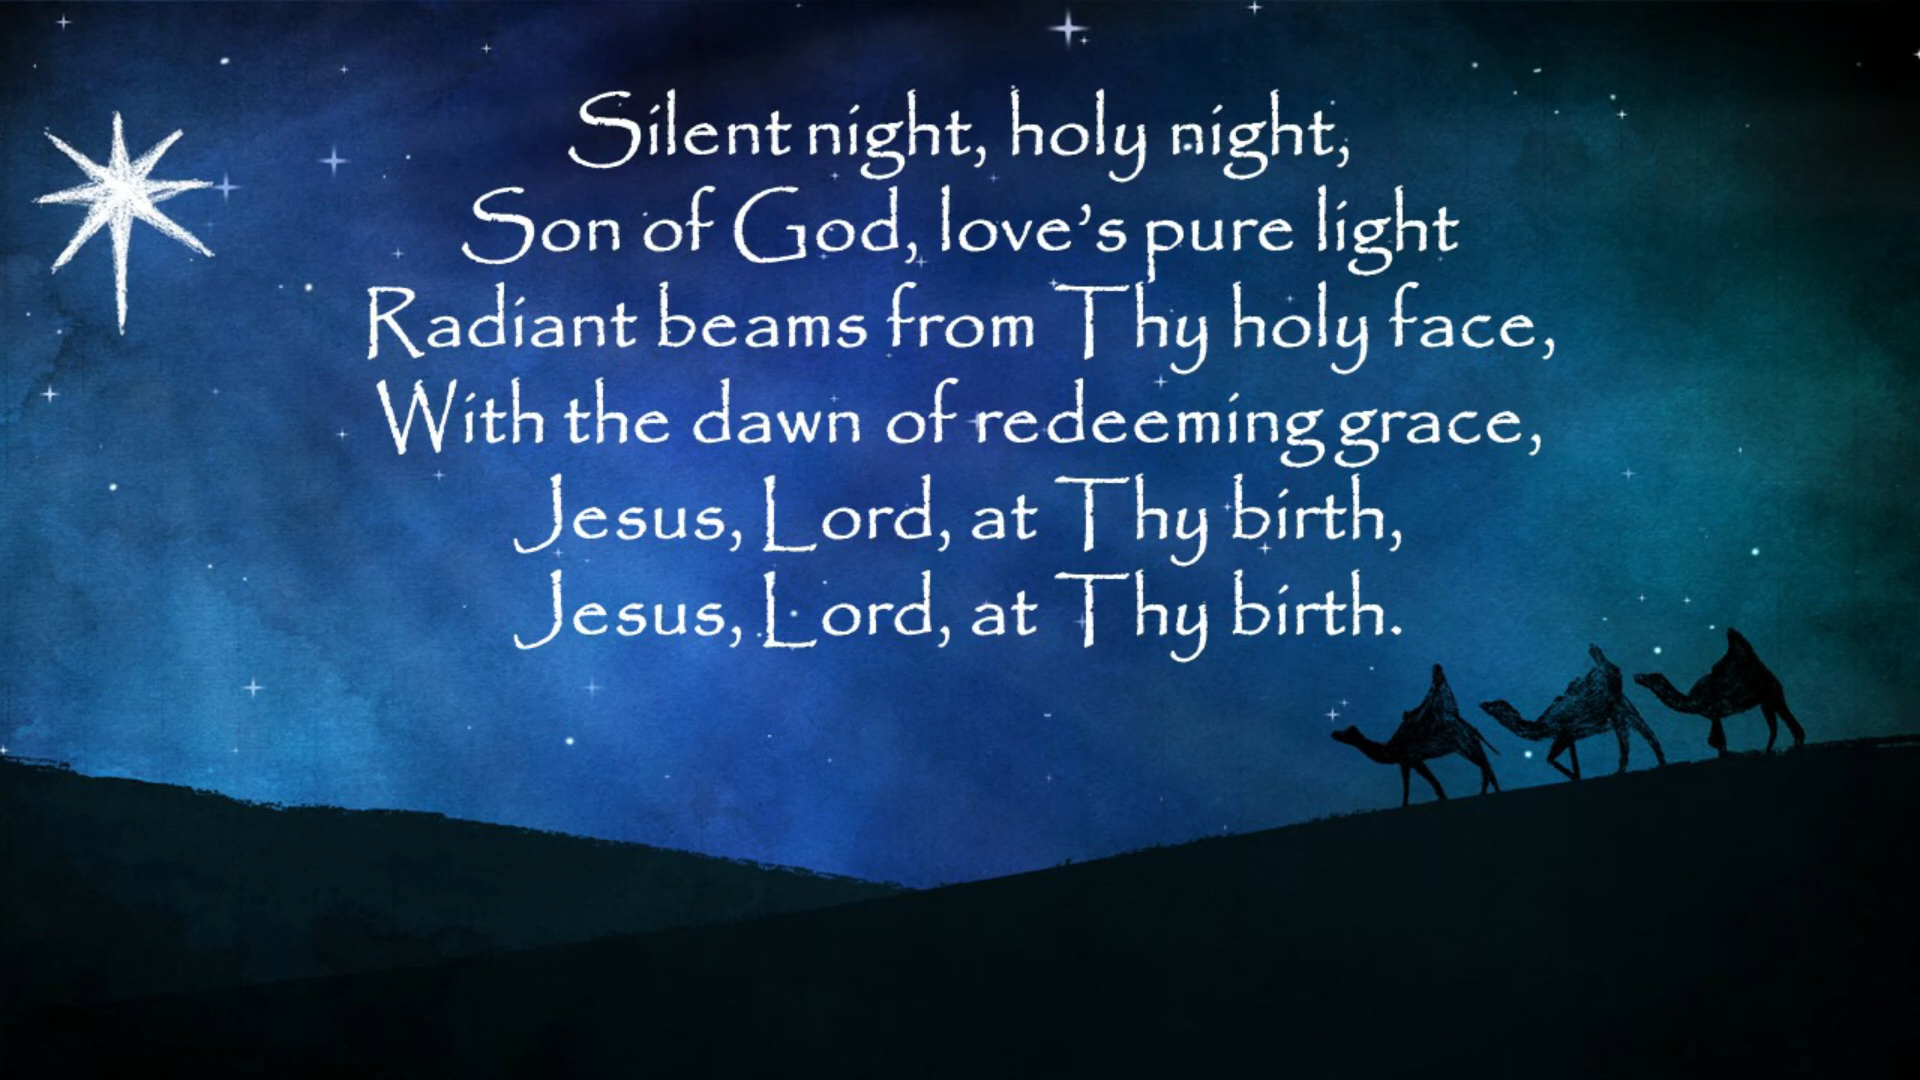 Silent night, holy night,
Son of God, love's pure light
Radiant beams from Thy holy face,
With the dawn of redeeming grace,
Jesus, Lord, at Thy birth,
Jesus, Lord, at Thy birth.